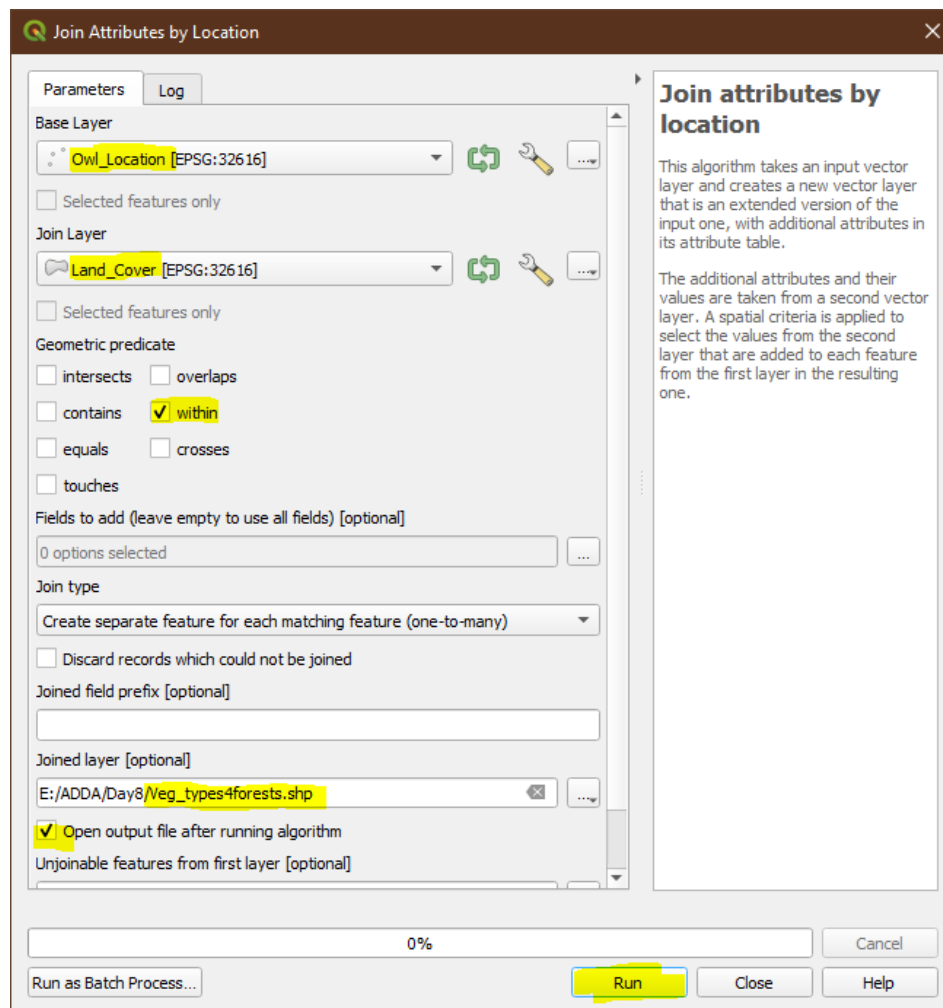 Join Attributes by Location
Parameters
Log
Base Layer
Owl_Location [EPSG:32616]
...
Selected features only
Join Layer
Land_Cover [EPSG:32616]
...
Selected features only
Geometric predicate
intersects
overlaps
contains
within
equals
crosses
touches
Fields to add (leave empty to use all fields) [optional]
0 options selected
...
Join type
Create separate feature for each matching feature (one-to-many)
Discard records which could not be joined
Joined field prefix [optional]
Joined layer [optional]
E:/ADDA/Day8/Veg_types4forests.shp
...
Open output file after running algorithm
Unjoinable features from first layer [optional]
Join attributes by
location
This algorithm takes an input vector
layer and creates a new vector layer
that is an extended version of the
input one, with additional attributes in
its attribute table.
The additional attributes and their
values are taken from a second vector
layer. A spatial criteria is applied to
select the values from the second
layer that are added to each feature
from the first layer in the resulting
one.
0%
Cancel
Run as Batch Process...
Run
Close
Help